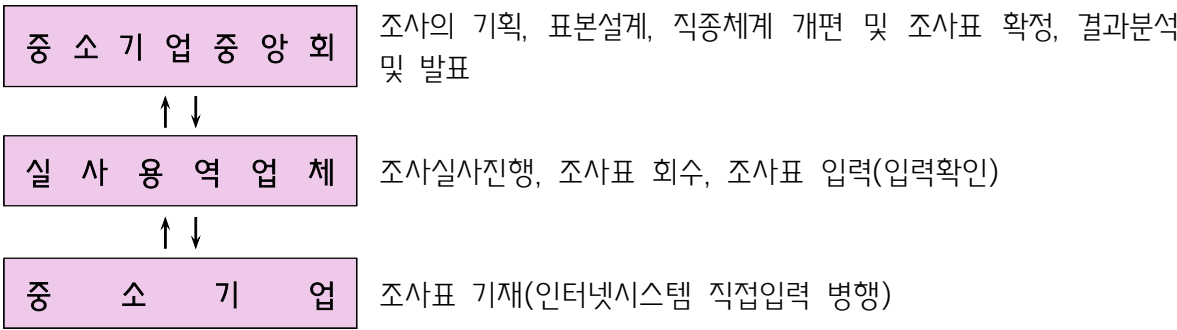 중소기업중앙회
조사의 기획, 표본설계, 직종체계 개편 및 조사표 확정, 결과분석
및 발표
↑↓
실사용역업체
조사실사진행, 조사표 회수, 조사표 입력(입력확인)
↑↓
중소기업
조사표 기재(인터넷시스템 직접입력 병행)